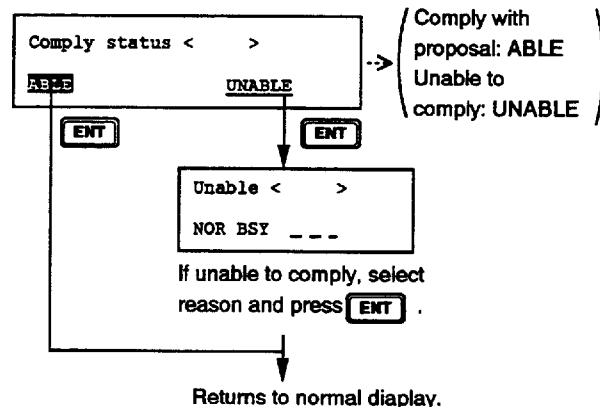 Comply status <      >
ABLE
UNABLE
Comply with
proposal: ABLE
Unable to
comply: UNABLE
ENT
ENT
Unable <      >
NOR BSY _ _ _
If unable to comply, select
reason and press ENT .
Returns to normal diaplay.